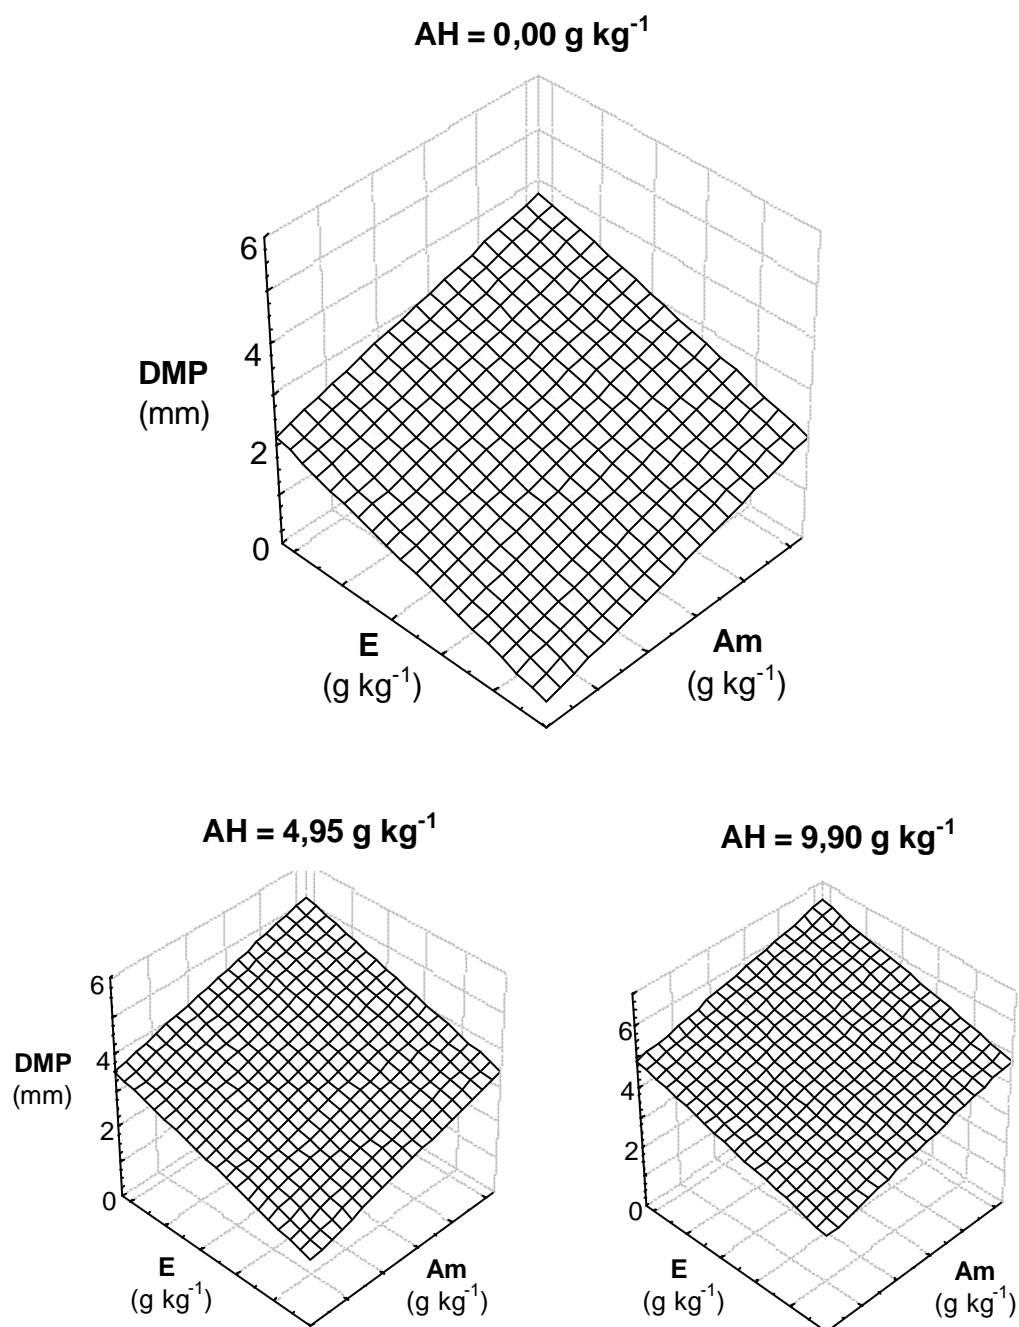 AH = 0,00 g kg⁻¹
6
4
DMP
(mm)
2
0
E
(g kg⁻¹)
Am
(g kg⁻¹)
AH = 4,95 g kg⁻¹
6
4
DMP
(mm)
2
0
E
(g kg⁻¹)
Am
(g kg⁻¹)
AH = 9,90 g kg⁻¹
6
4
2
0
E
(g kg⁻¹)
Am
(g kg⁻¹)